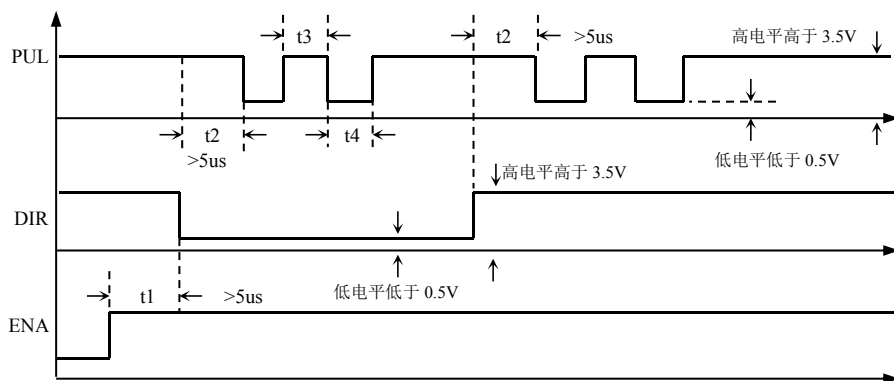 t3
t2
>5us
高电平高于 3.5V
PUL
t2
t4
>5us
低电平低于 0.5V
高电平高于 3.5V
DIR
t1
>5us
低电平低于 0.5V
ENA